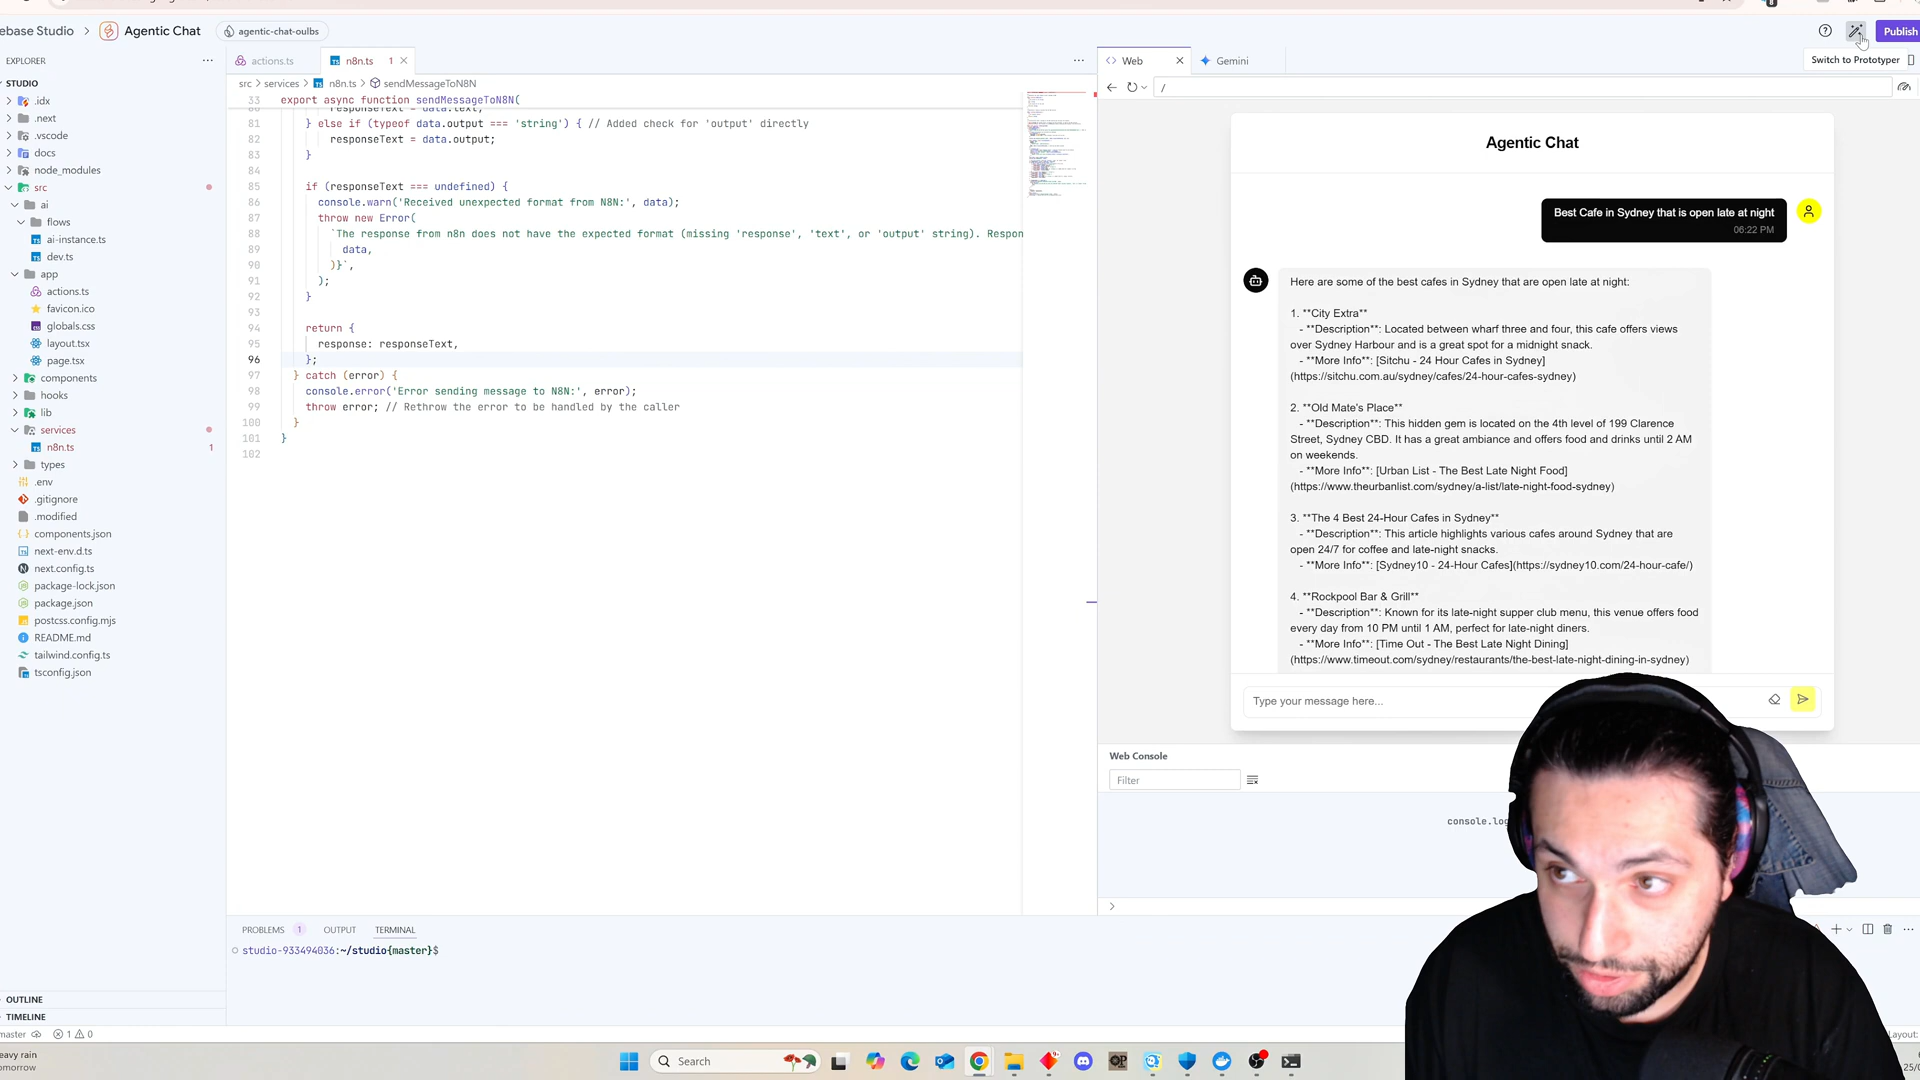 ebase Studio > Agentic Chat agentic-chat-oulbs
Publish
Switch to Prototyper
EXPLORER
STUDIO
.idx
.next
.vscode
docs
node_modules
src
ai
flows
ai-instance.ts
dev.ts
app
actions.ts
favicon.ico
globals.css
layout.tsx
page.tsx
components
hooks
lib
services
n8n.ts 1
types
.env
.gitignore
.modified
components.json
next-env.d.ts
next.config.ts
package-lock.json
package.json
postcss.config.mjs
README.md
tailwind.config.ts
tsconfig.json
OUTLINE
TIMELINE
master 1 0
actions.ts n8n.ts 1
src > services > n8n.ts > sendMessageToN8N
33 export async function sendMessageToN8N(
80 responseText = data.text;
81 } else if (typeof data.output === 'string') { // Added check for 'output' directly
82 responseText = data.output;
83 }
84
85 if (responseText === undefined) {
86 console.warn('Received unexpected format from N8N:', data);
87 throw new Error(
88 `The response from n8n does not have the expected format (missing 'response', 'text', or 'output' string). Respon
89 data,
90 )}`,
91 );
92 }
93
94 return {
95 response: responseText,
96 };
97 } catch (error) {
98 console.error('Error sending message to N8N:', error);
99 throw error; // Rethrow the error to be handled by the caller
100 }
101 }
102
PROBLEMS 1 OUTPUT TERMINAL
studio-933494036:~/studio{master}$
Web Gemini
/
Agentic Chat
Best Cafe in Sydney that is open late at night
06:22 PM
Here are some of the best cafes in Sydney that are open late at night:
1. **City Extra**
- **Description**: Located between wharf three and four, this cafe offers views
over Sydney Harbour and is a great spot for a midnight snack.
- **More Info**: [Sitchu - 24 Hour Cafes in Sydney]
(https://sitchu.com.au/sydney/cafes/24-hour-cafes-sydney)
2. **Old Mate's Place**
- **Description**: This hidden gem is located on the 4th level of 199 Clarence
Street, Sydney CBD. It has a great ambiance and offers food and drinks until 2 AM
on weekends.
- **More Info**: [Urban List - The Best Late Night Food]
(https://www.theurbanlist.com/sydney/a-list/late-night-food-sydney)
3. **The 4 Best 24-Hour Cafes in Sydney**
- **Description**: This article highlights various cafes around Sydney that are
open 24/7 for coffee and late-night snacks.
- **More Info**: [Sydney10 - 24-Hour Cafes](https://sydney10.com/24-hour-cafe/)
4. **Rockpool Bar & Grill**
- **Description**: Known for its late-night supper club menu, this venue offers food
every day from 10 PM until 1 AM, perfect for late-night diners.
- **More Info**: [Time Out - The Best Late Night Dining]
(https://www.timeout.com/sydney/restaurants/the-best-late-night-dining-in-sydney)
Type your message here...
Web Console
Filter
console.log
Layout:
eavy rain
omorrow
Search
OP
25/0